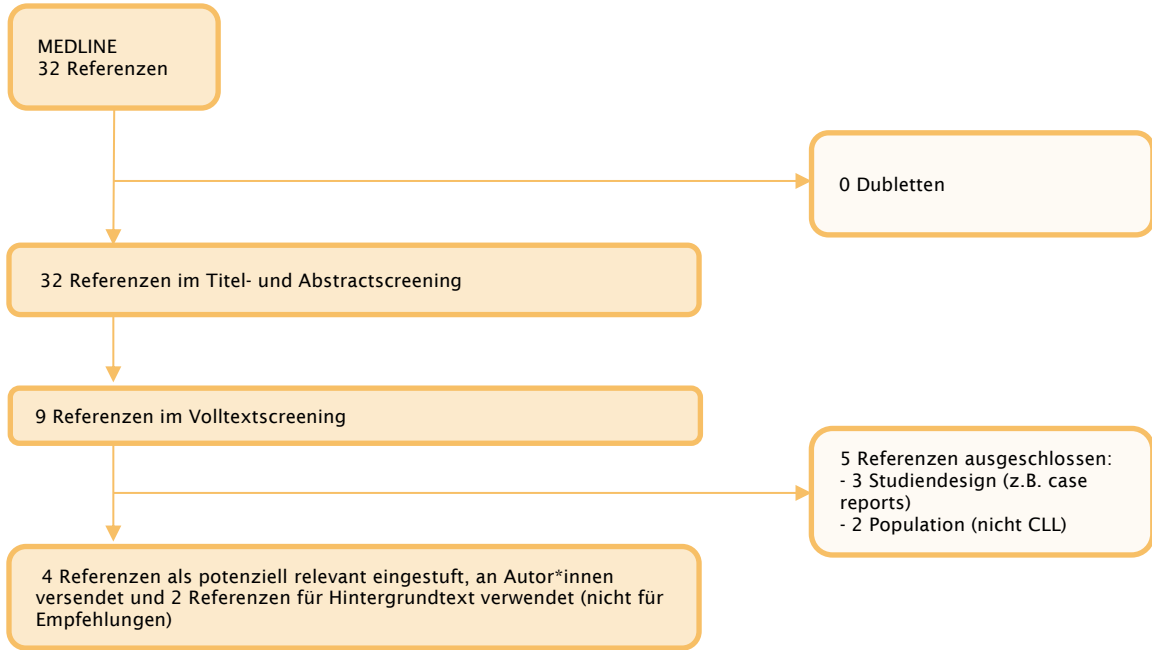 MEDLINE
32 Referenzen
0 Dubletten
32 Referenzen im Titel- und Abstractscreening
9 Referenzen im Volltextscreening
5 Referenzen ausgeschlossen:
- 3 Studiendesign (z.B. case
reports)
- 2 Population (nicht CLL)
4 Referenzen als potenziell relevant eingestuft, an Autor*innen
versendet und 2 Referenzen für Hintergrundtext verwendet (nicht für
Empfehlungen)